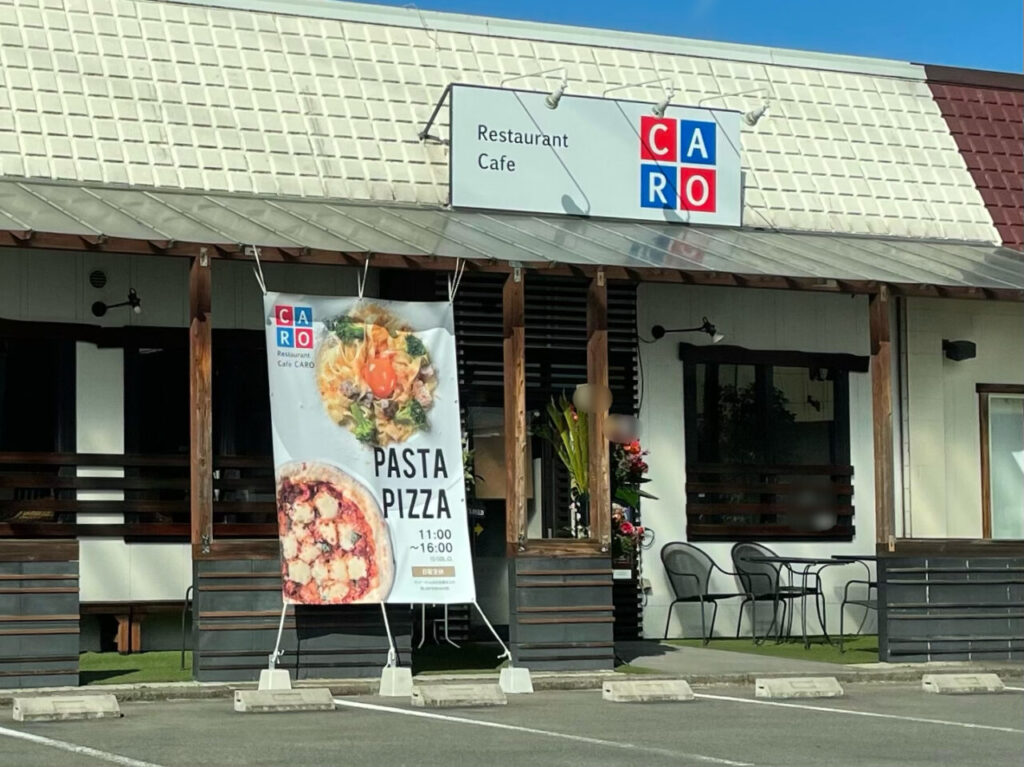 Restaurant
Cafe
CA
RO
CA
RO
Restaurant
Cafe CARO
PASTA
PIZZA
11:00
~16:00